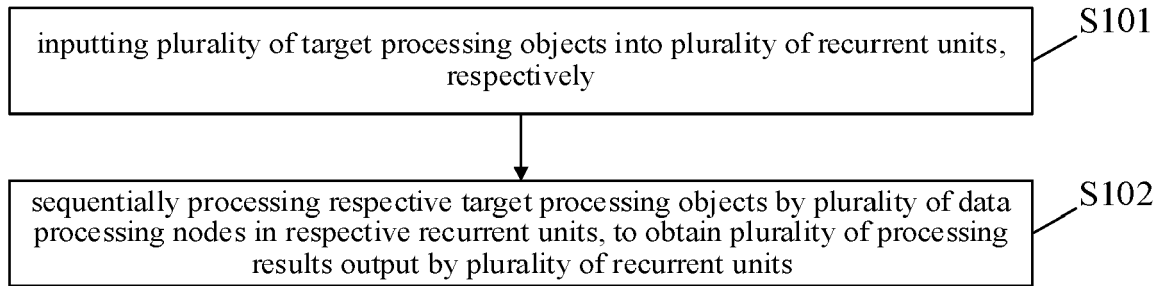 S101
inputting plurality of target processing objects into plurality of recurrent units,
respectively
S102
sequentially processing respective target processing objects by plurality of data
processing nodes in respective recurrent units, to obtain plurality of processing
results output by plurality of recurrent units